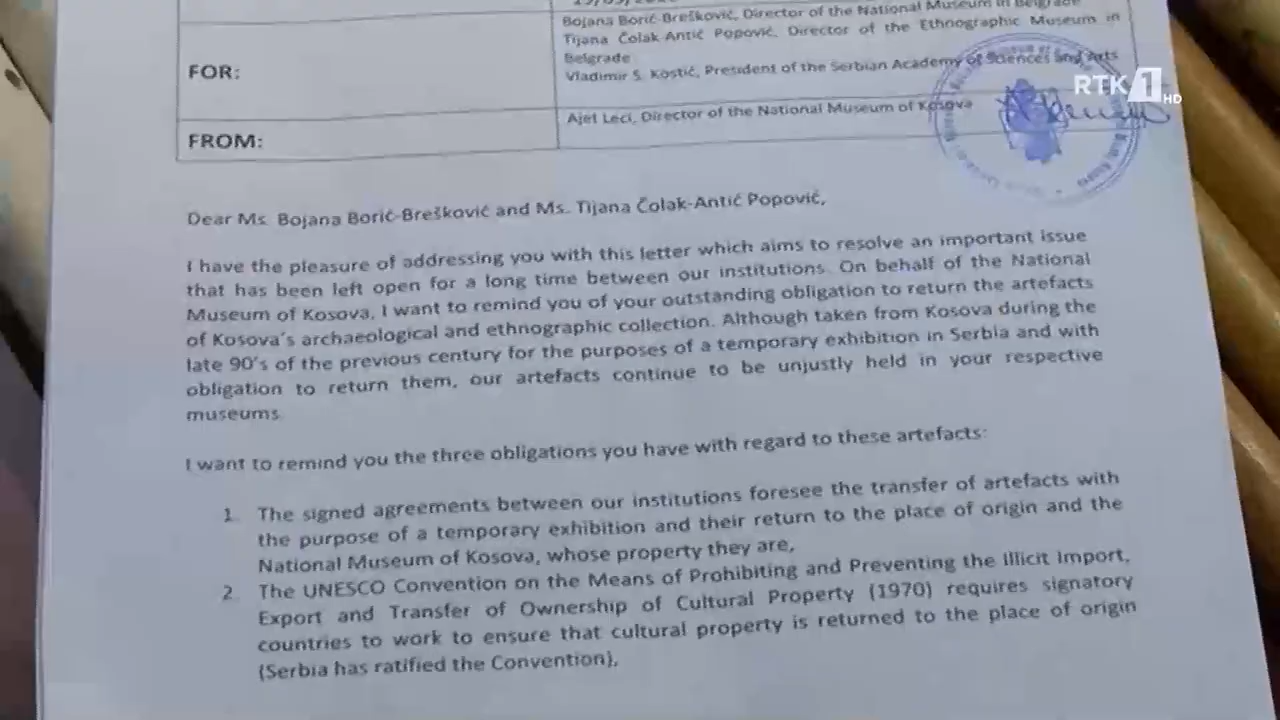 Bojana Borić-Brešković, Director of the National Museum in Belgrade
Tijana Čolak-Antić Popović, Director of the Ethnographic Museum in
Belgrade
FOR:
Vladimir S. Kostić, President of the Serbian Academy of Sciences and Arts
RTK 1 HD
Ajet Leci, Director of the National Museum of Kosova
FROM:
Dear Ms. Bojana Borić-Brešković and Ms. Tijana Čolak-Antić Popović,
I have the pleasure of addressing you with this letter which aims to resolve an important issue
that has been left open for a long time between our institutions. On behalf of the National
Museum of Kosova, I want to remind you of your outstanding obligation to return the artefacts
of Kosova's archaeological and ethnographic collection. Although taken from Kosova during the
late 90's of the previous century for the purposes of a temporary exhibition in Serbia and with
obligation to return them, our artefacts continue to be unjustly held in your respective
museums.
I want to remind you the three obligations you have with regard to these artefacts:
1. The signed agreements between our institutions foresee the transfer of artefacts with
the purpose of a temporary exhibition and their return to the place of origin and the
National Museum of Kosova, whose property they are,
2. The UNESCO Convention on the Means of Prohibiting and Preventing the Illicit Import,
Export and Transfer of Ownership of Cultural Property (1970) requires signatory
countries to work to ensure that cultural property is returned to the place of origin
(Serbia has ratified the Convention),